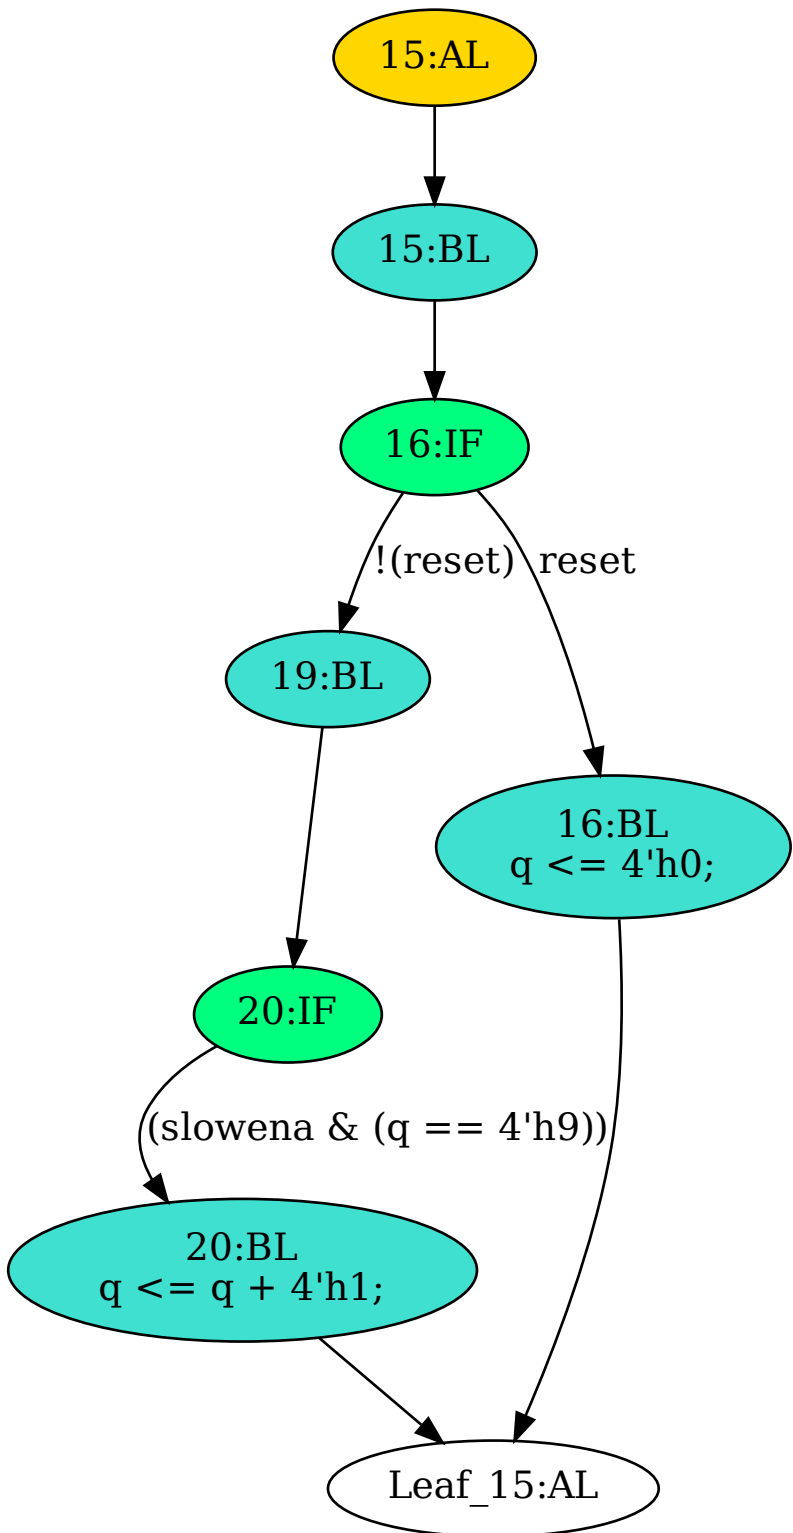 15:AL
15:BL
16:IF
!(reset)
reset
19:BL
16:BL
q <= 4'h0;
20:IF
(slowena & (q == 4'h9))
20:BL
q <= q + 4'h1;
Leaf_15:AL